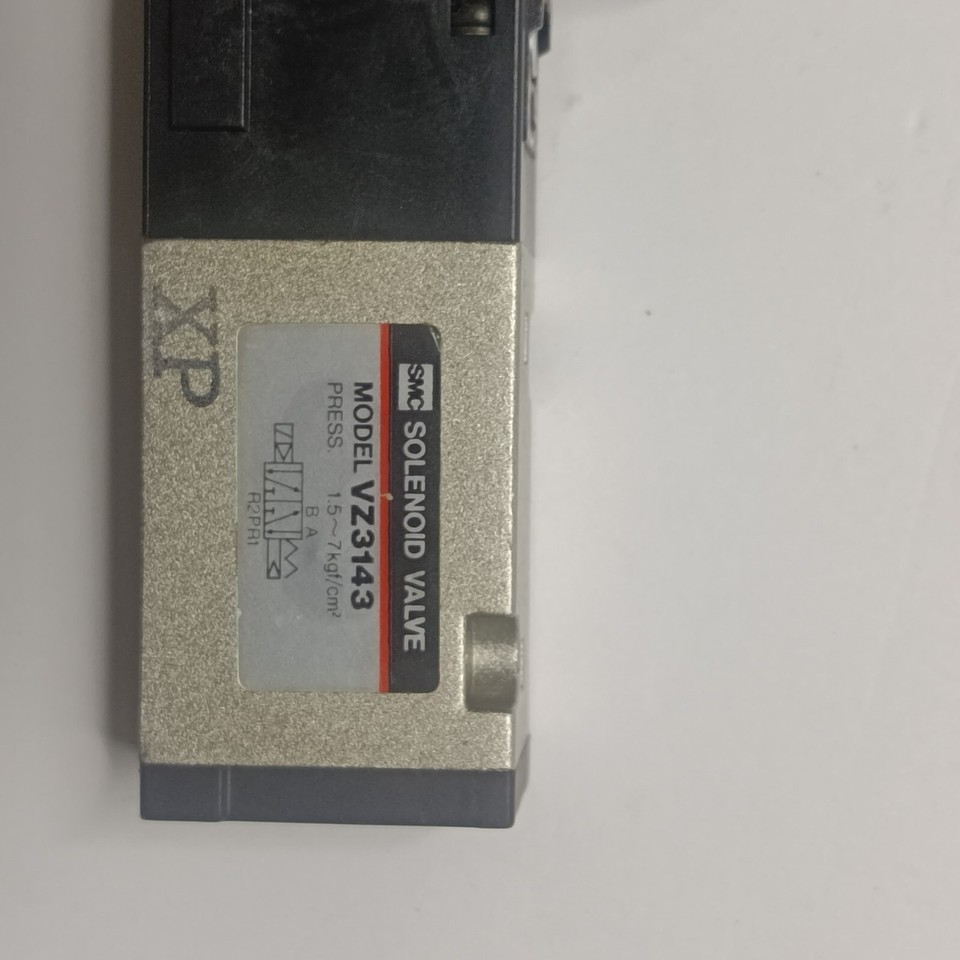 XP
SMC SOLENOID VALVE
MODEL VZ3143
PRESS. 1.5～7kgf/cm²
B A
R2PR1